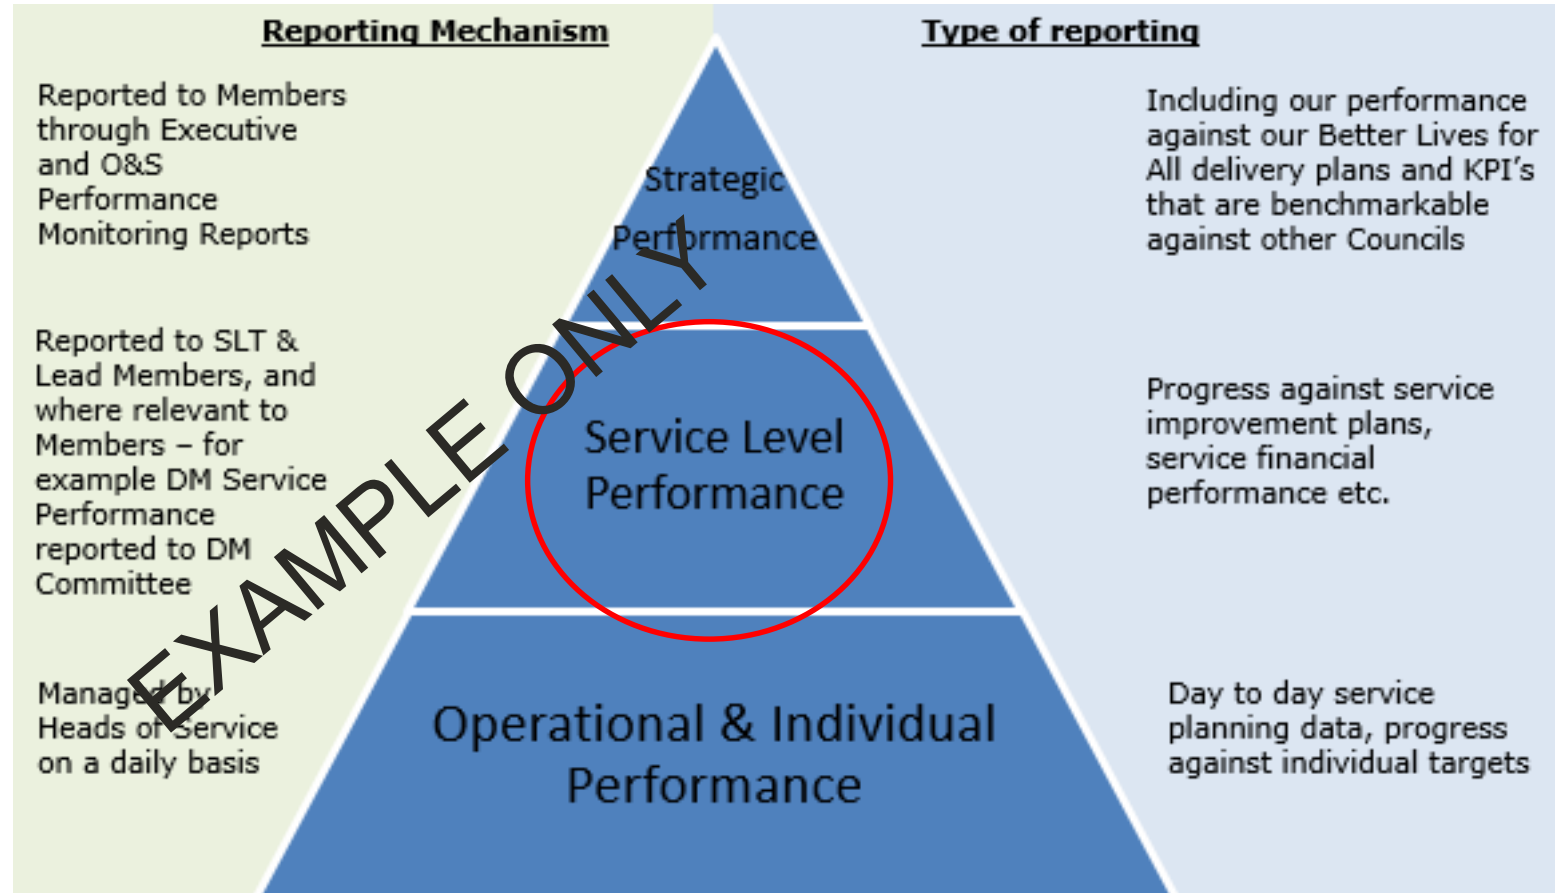 Reporting Mechanism
Reported to Members
through Executive
and O&S
Performance
Monitoring Reports
Reported to SLT &
Lead Members, and
where relevant to
Members – for
example DM Service
Performance
reported to DM
Committee
Managed by
Heads of Service
on a daily basis
Strategic
Performance
Service Level
Performance
Operational & Individual
Performance
EXAMPLE ONLY
Type of reporting
Including our performance
against our Better Lives for
All delivery plans and KPI’s
that are benchmarkable
against other Councils
Progress against service
improvement plans,
service financial
performance etc.
Day to day service
planning data, progress
against individual targets